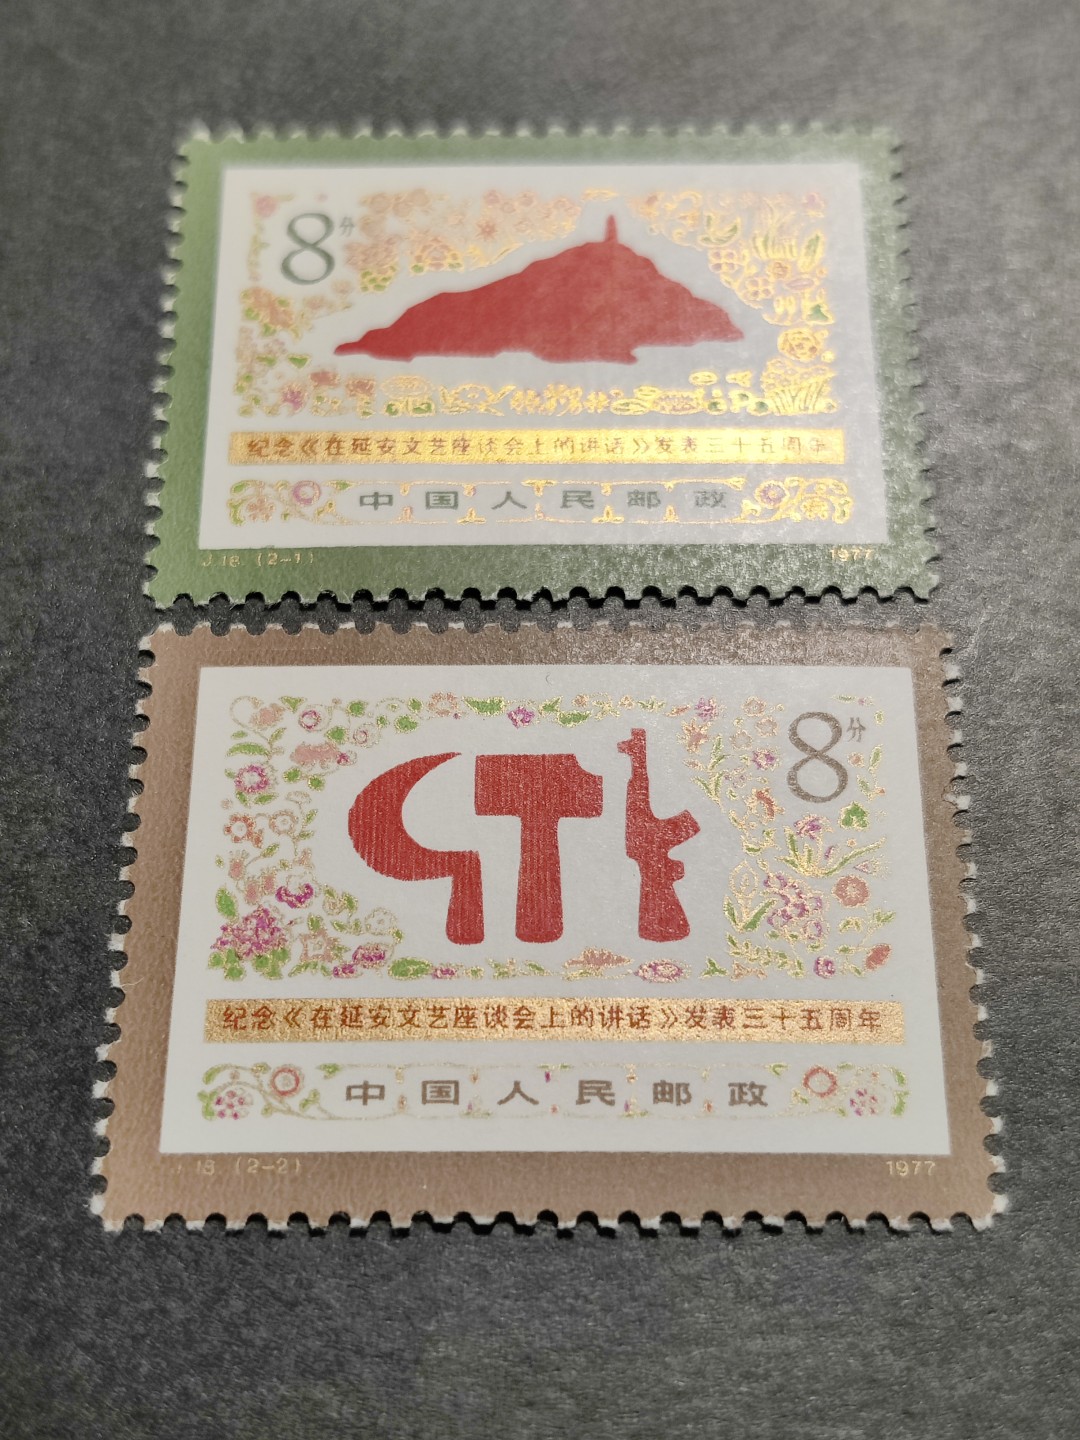 8分
纪念《在延安文艺座谈会上的讲话》发表三十五周年
中国人民邮政
J.18 (2-1) 1977
8分
纪念《在延安文艺座谈会上的讲话》发表三十五周年
中国人民邮政
J.18 (2-2) 1977